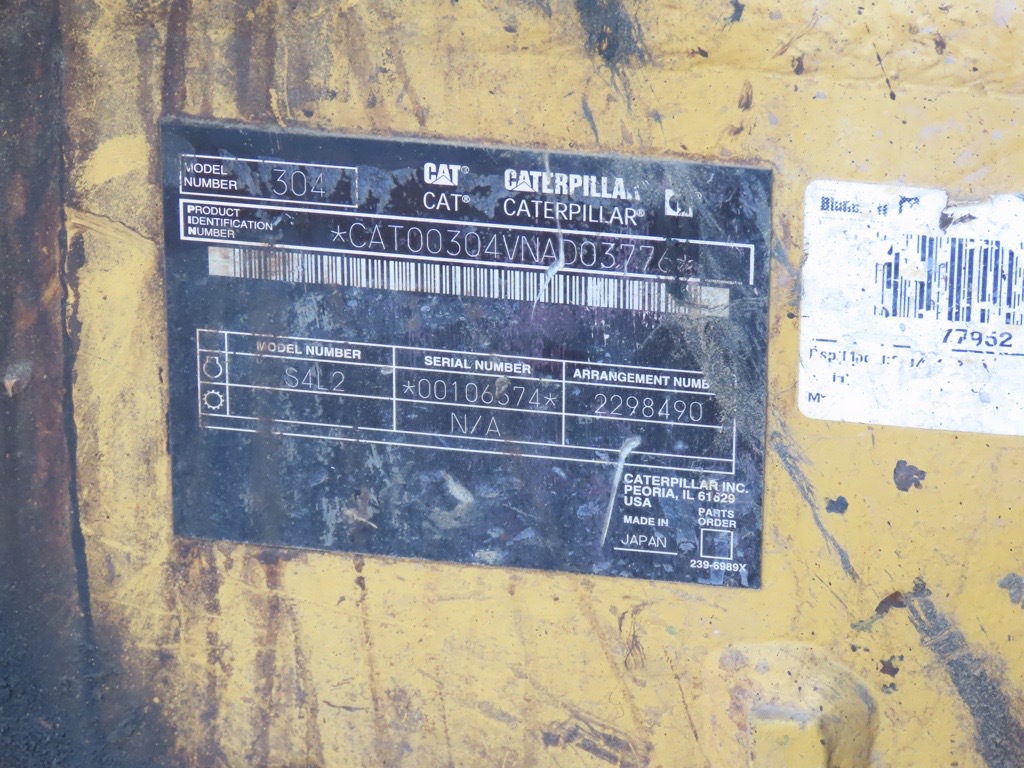 MODEL NUMBER 304
CAT® CATERPILLAR
CAT® CATERPILLAR®
PRODUCT IDENTIFICATION NUMBER *CAT00304VNAD03776*
MODEL NUMBER SERIAL NUMBER ARRANGEMENT NUMB
S4L2 *00106574* 2298490
N/A
CATERPILLAR INC.
PEORIA, IL 61629
USA
MADE IN JAPAN
PARTS ORDER
239-6989X
77952